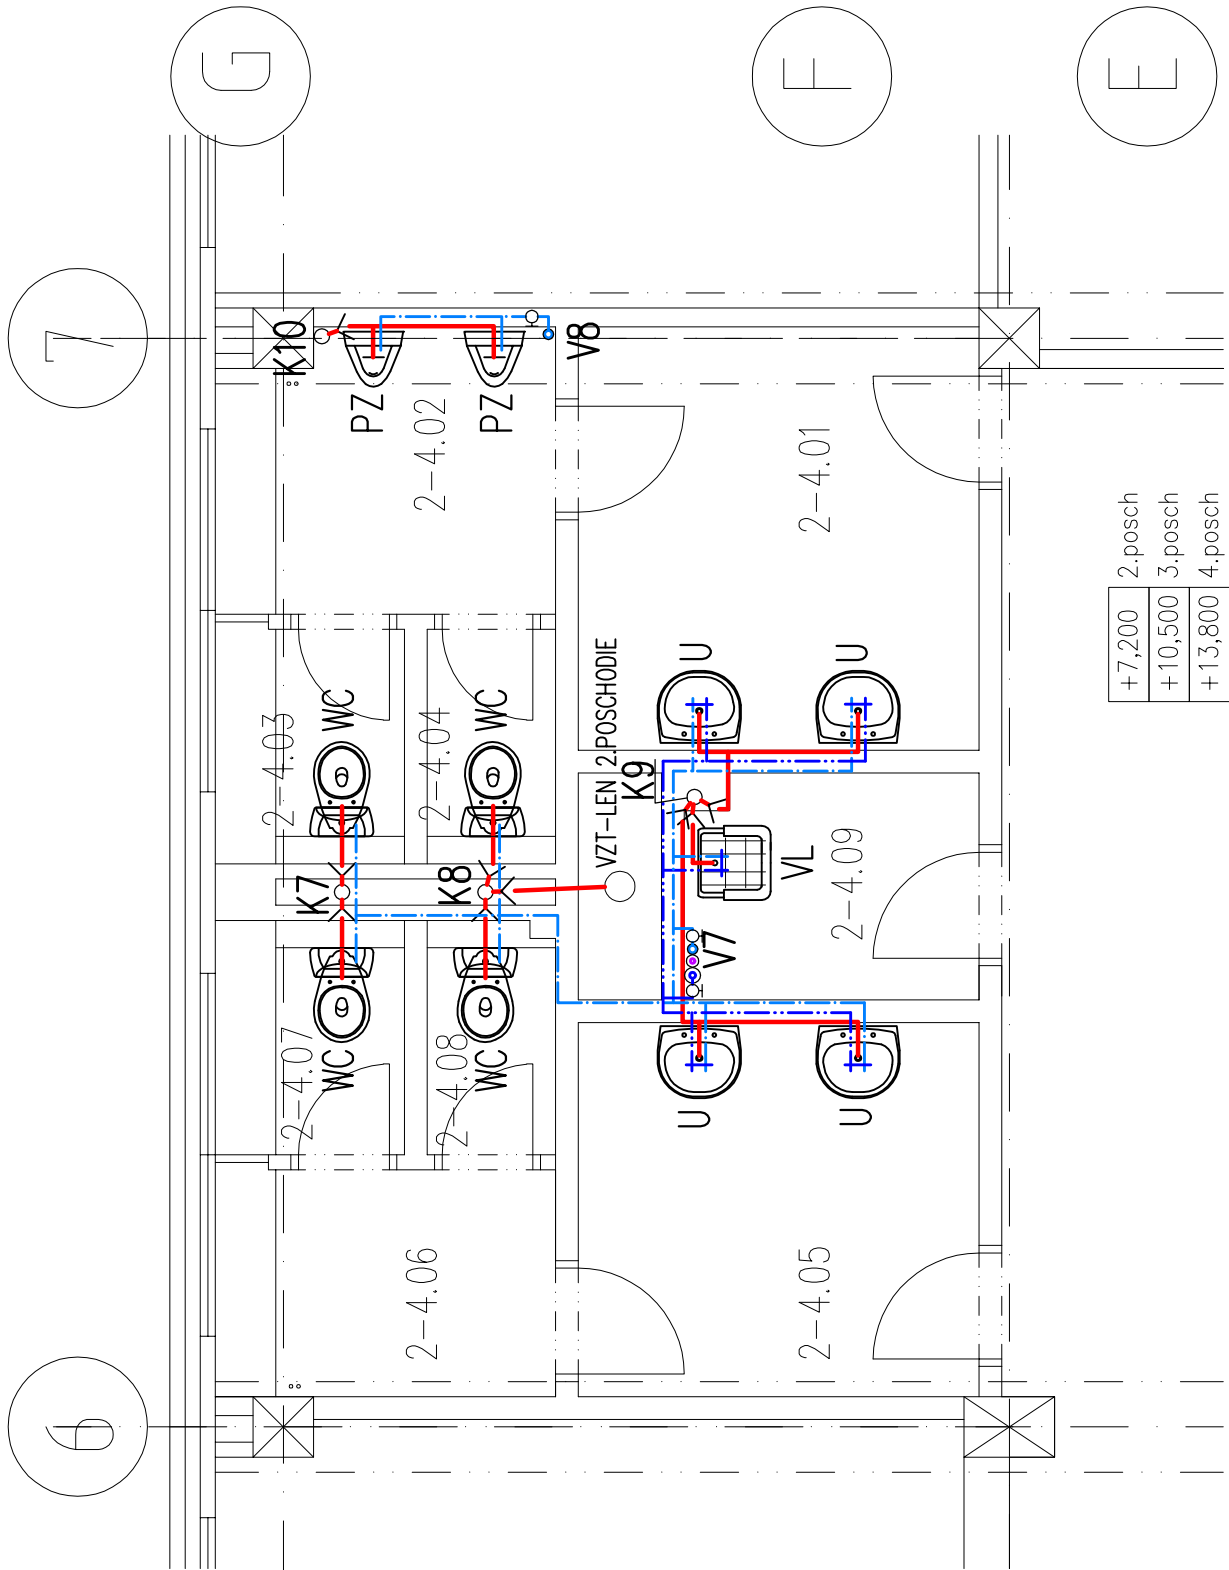 G
F
E
7
6
K10
V8
PZ
PZ
2-4.02
2-4.01
2-4.03
WC
2-4.04
WC
K7
K8
VZT-LEN 2.POSCHODIE
K9
U
U
VL
2-4.09
V7
2-4.07
WC
2-4.08
WC
U
U
2-4.06
2-4.05
+7,200 2.posch
+10,500 3.posch
+13,800 4.posch